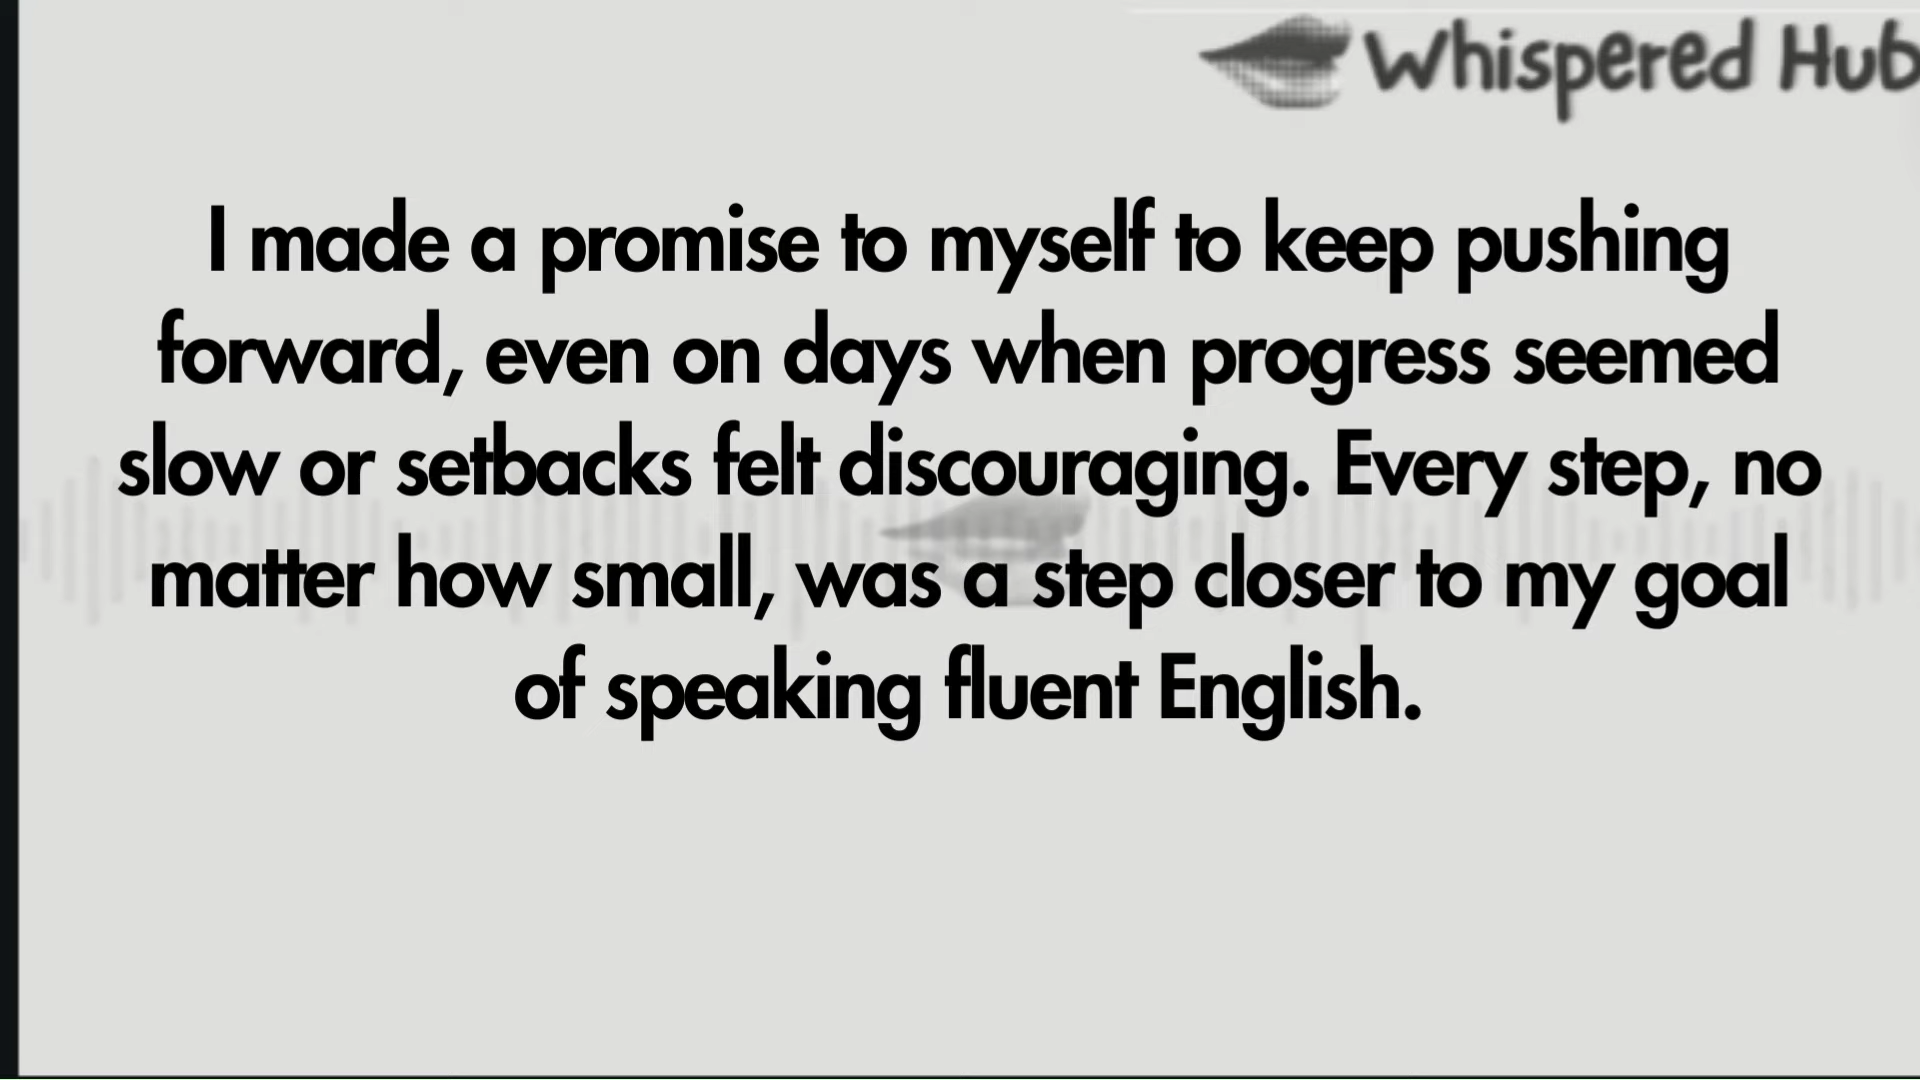 Whispered Hub
I made a promise to myself to keep pushing
forward, even on days when progress seemed
slow or setbacks felt discouraging. Every step, no
matter how small, was a step closer to my goal
of speaking fluent English.